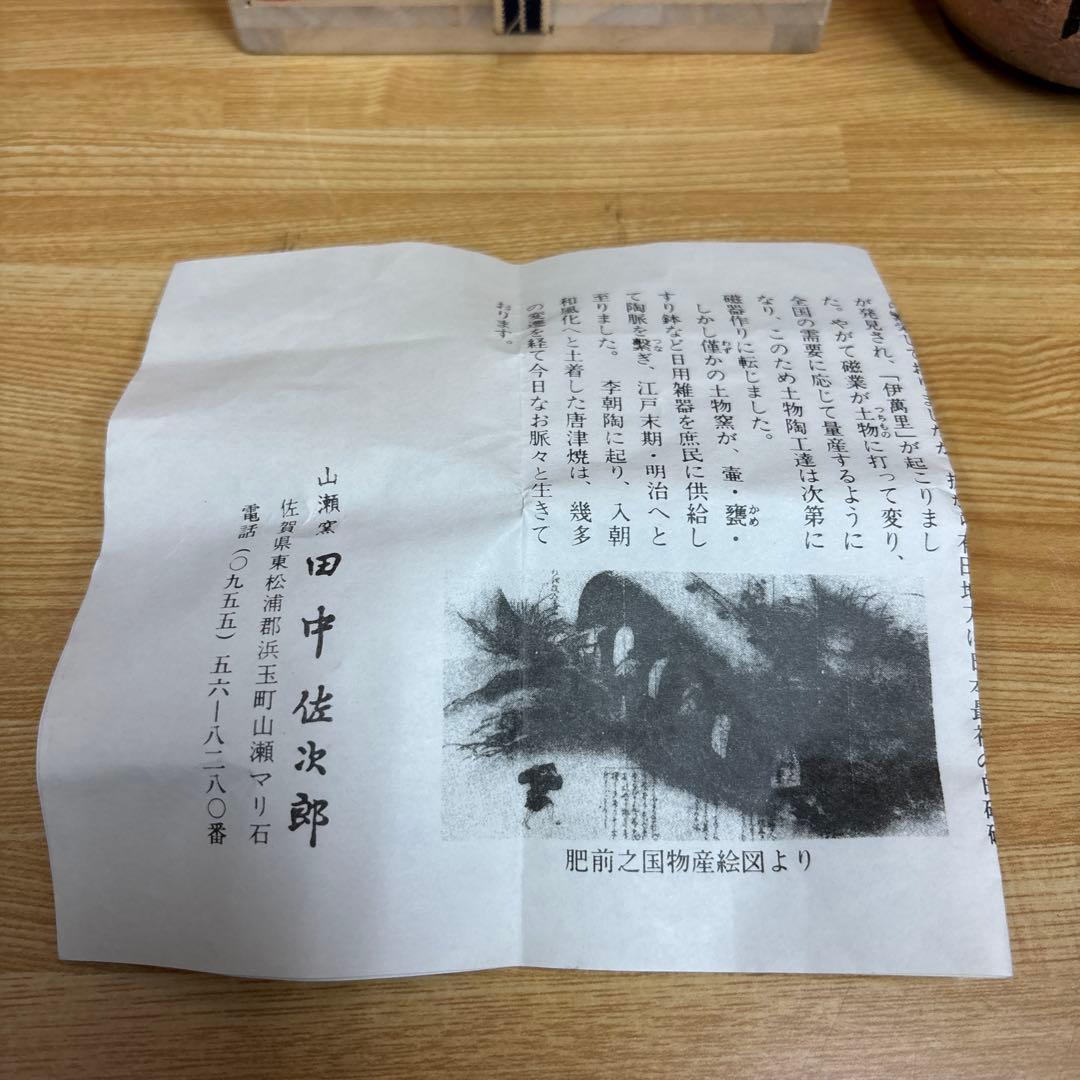 が発見され、「伊萬里」が起こりまし
た。やがて磁業が土物に打って変り、
つちもの
全国の需要に応じて量産するように
なり、このため土物陶工達は次第に
磁器作りに転じました。
しかし僅かの土物窯が、壷・甕・
わず
かめ
すり鉢など日用雑器を庶民に供給し
て陶脈を繋ぎ、江戸末期・明治へと
つな
至りました。 李朝陶に起り、入朝
和風化へと土着した唐津焼は、幾多
の変遷を経て今日なお脈々と生きて
おります。
肥前之国物産絵図より
山瀬窯 田中佐次郎
佐賀県東松浦郡浜玉町山瀬マリ石
電話(〇九五五)五六ー八二八〇番